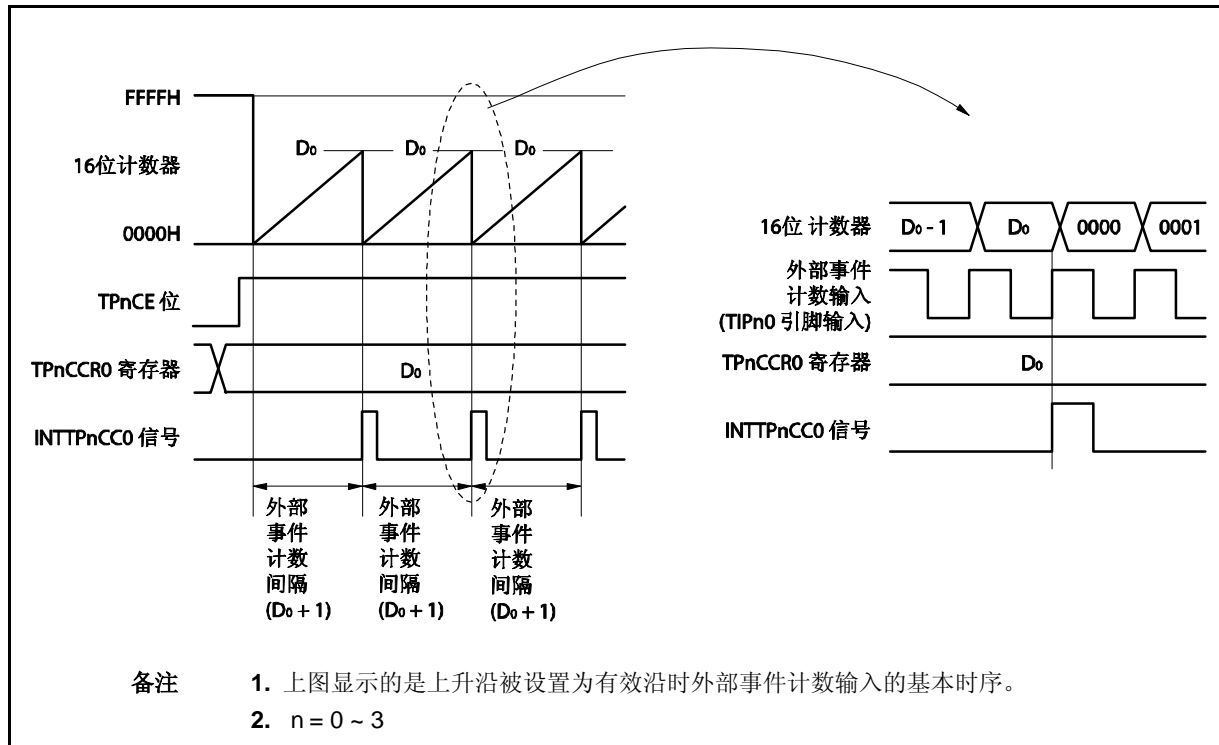 FFFFH
16位计数器
D₀ D₀ D₀
0000H
TPnCE 位
TPnCCR0 寄存器
D₀
INTTPnCC0 信号
外部
事件
计数
间隔
(D₀ + 1)
外部
事件
计数
间隔
(D₀ + 1)
外部
事件
计数
间隔
(D₀ + 1)
16位 计数器
D₀ - 1 D₀ 0000 0001
外部事件
计数输入
(TIPn0 引脚输入)
TPnCCR0 寄存器
D₀
INTTPnCC0 信号
备注 1. 上图显示的是上升沿被设置为有效沿时外部事件计数输入的基本时序。
2. n = 0 ~ 3